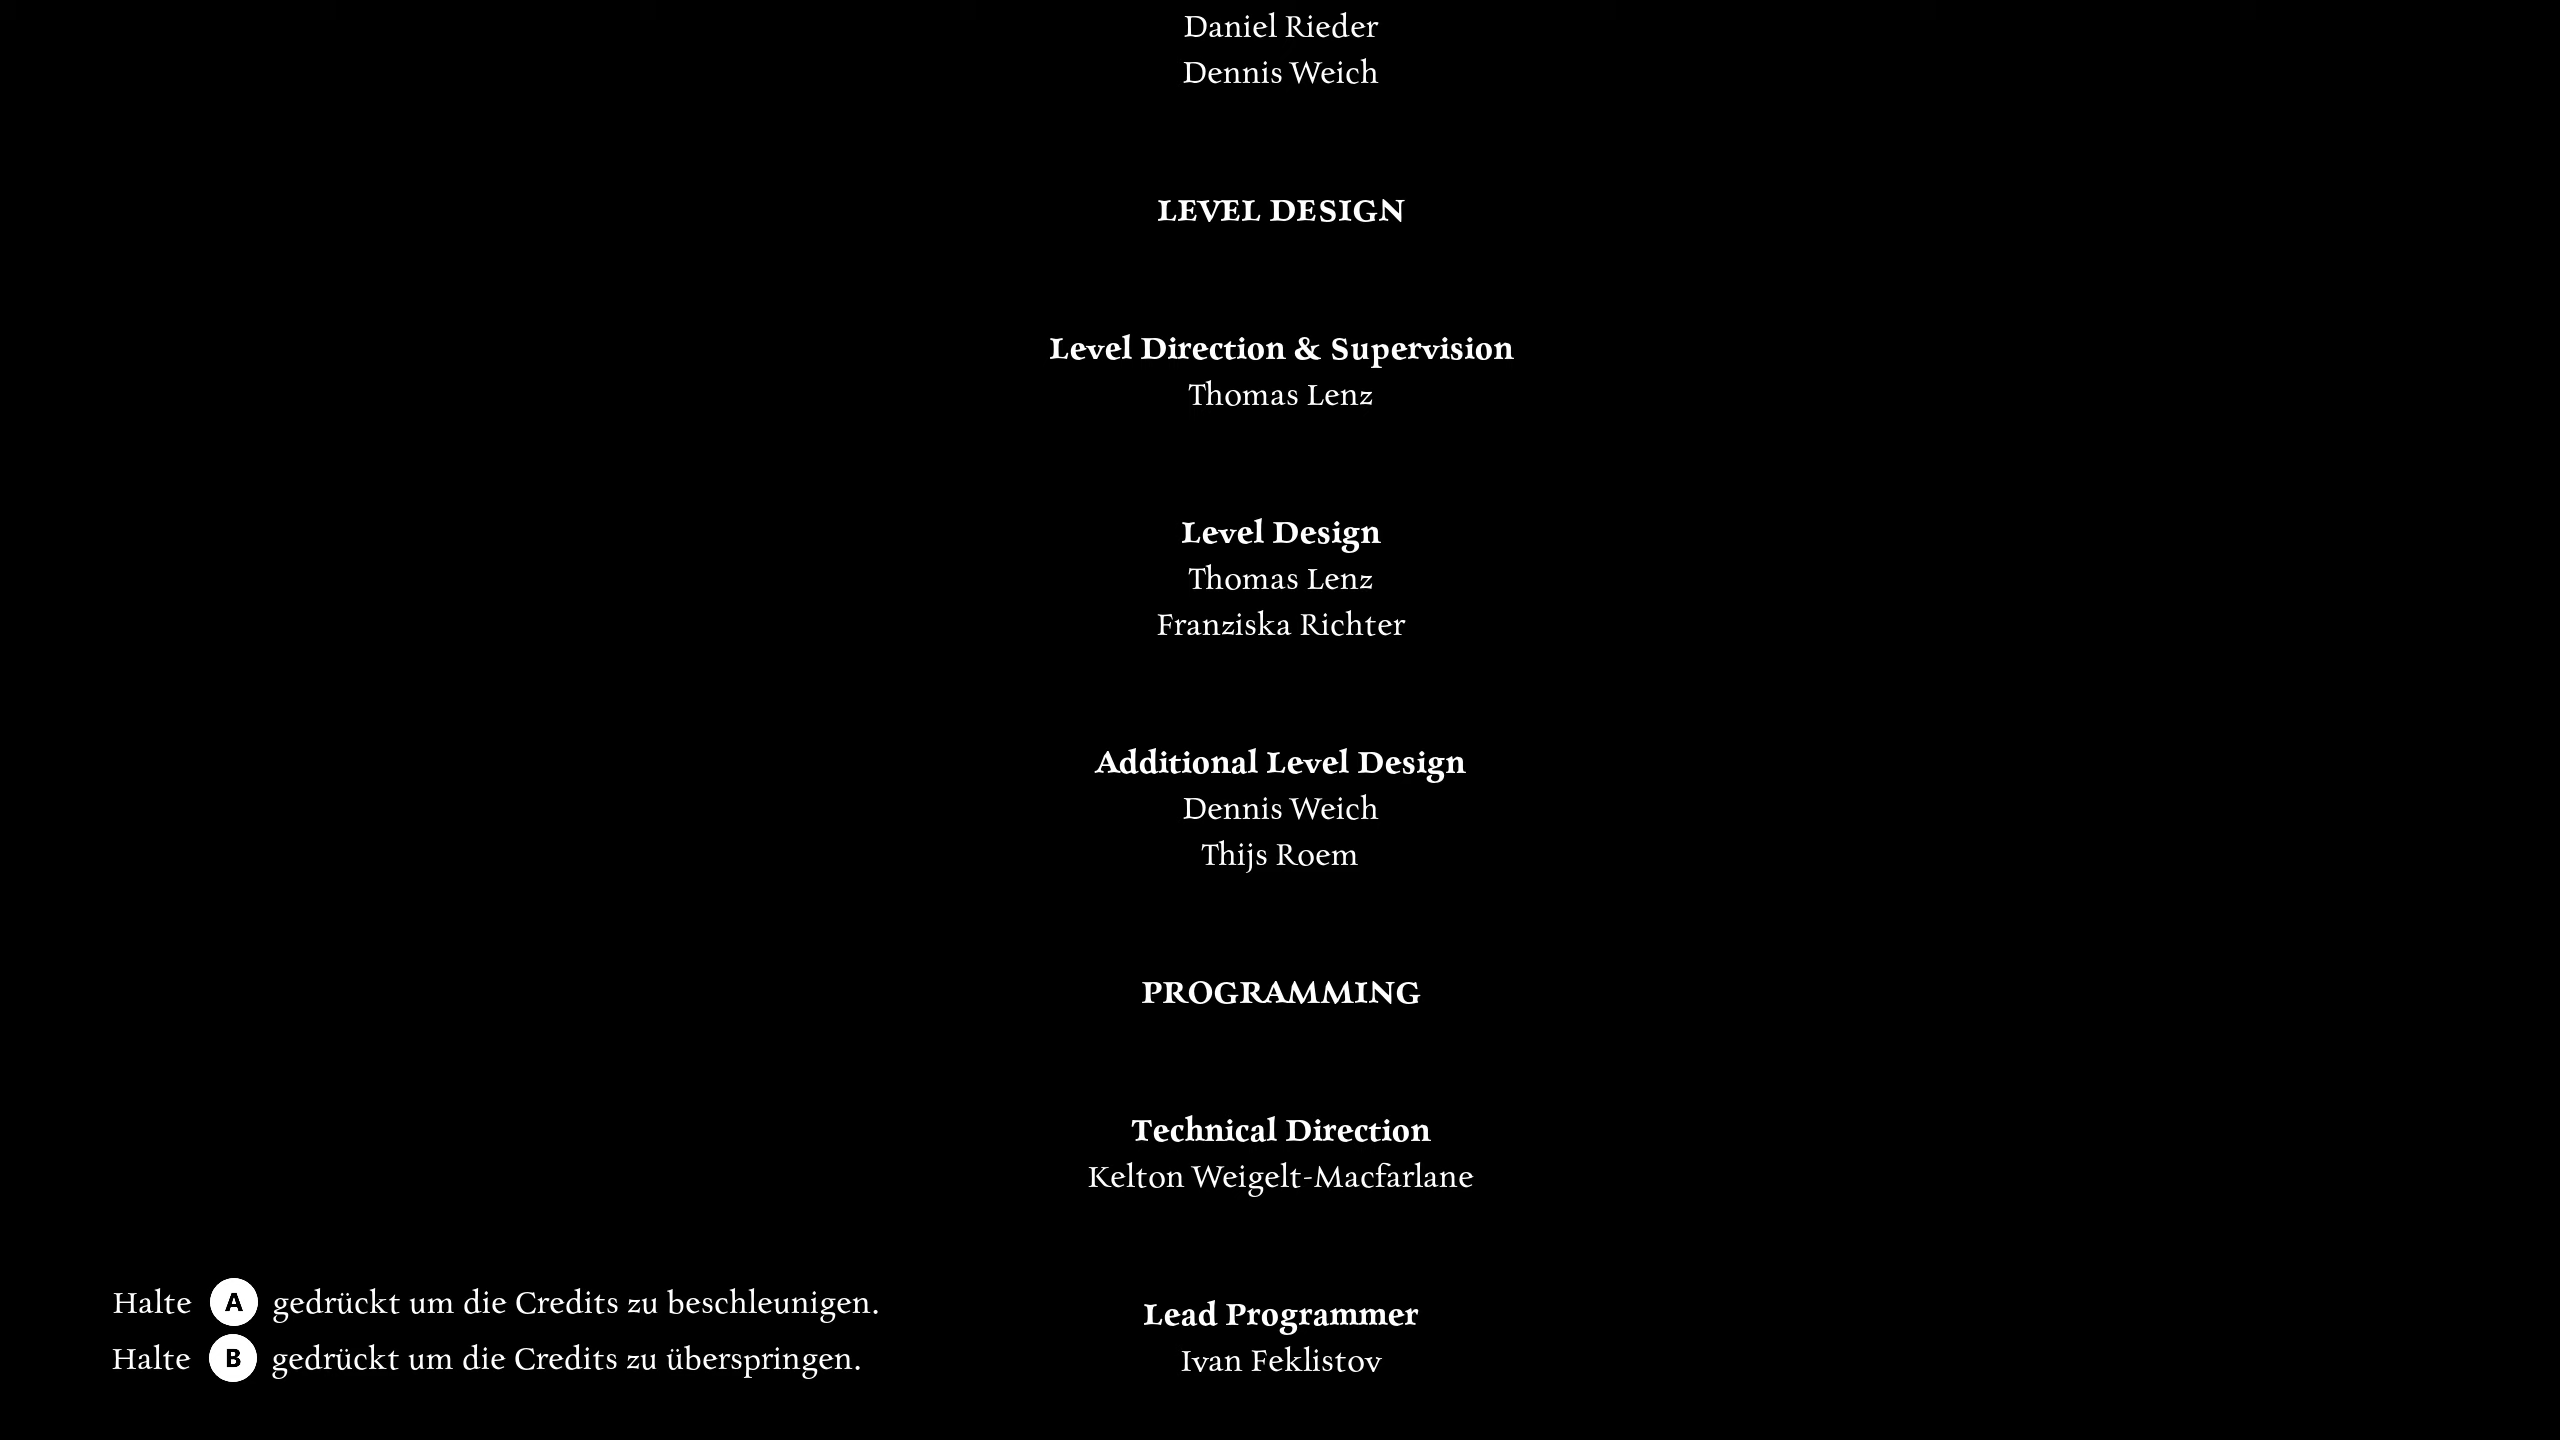 Daniel Rieder
Dennis Weich
LEVEL DESIGN
Level Direction & Supervision
Thomas Lenz
Level Design
Thomas Lenz
Franziska Richter
Additional Level Design
Dennis Weich
Thijs Roem
PROGRAMMING
Technical Direction
Kelton Weigelt-Macfarlane
Lead Programmer
Ivan Feklistov
Halte A gedrückt um die Credits zu beschleunigen.
Halte B gedrückt um die Credits zu überspringen.